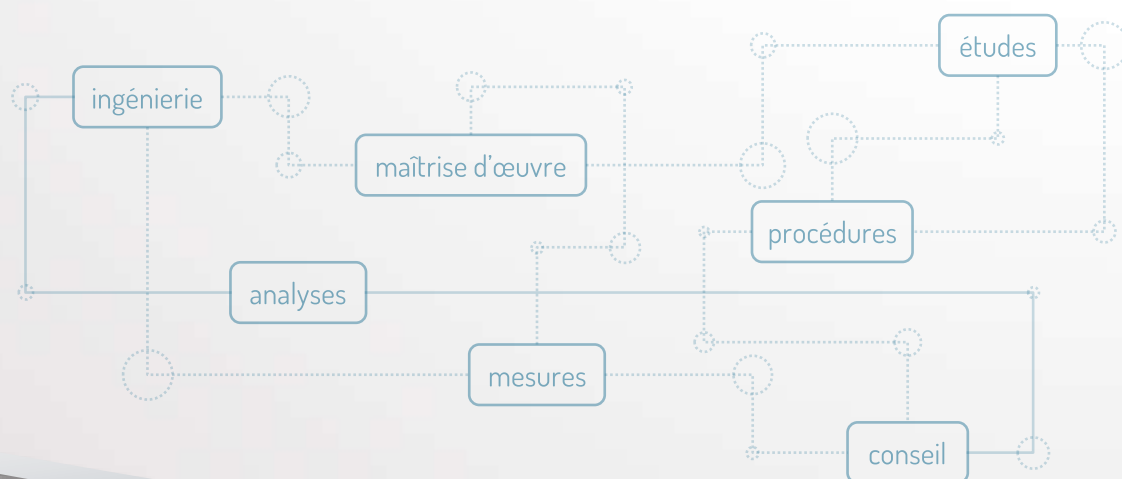 études
ingénierie
maîtrise d'œuvre
procédures
analyses
mesures
conseil